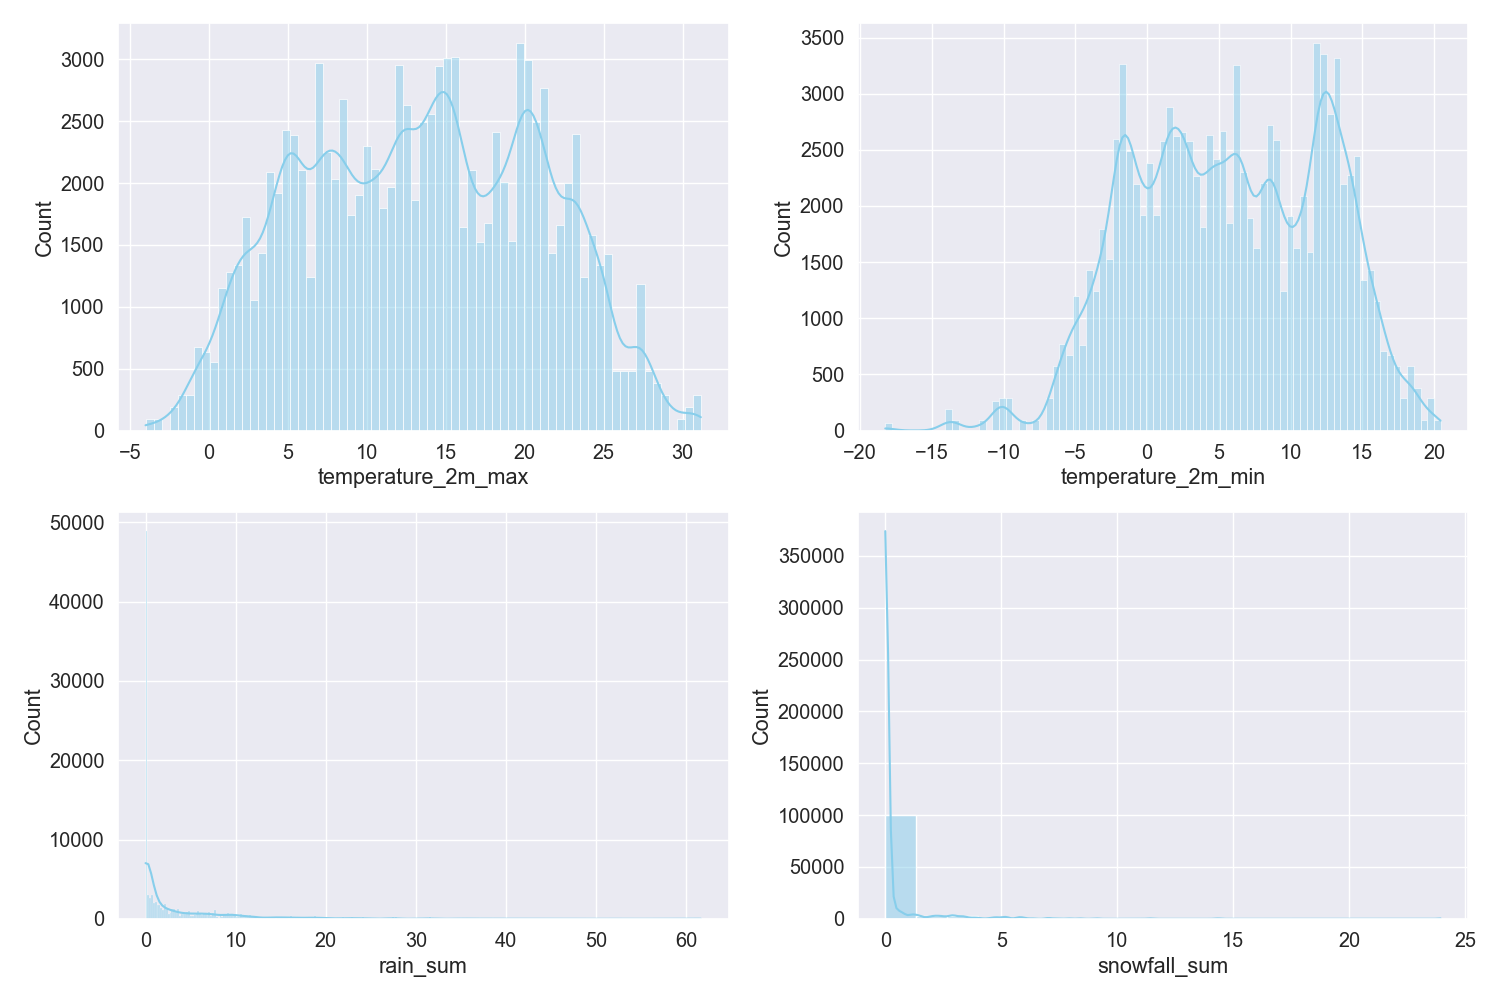 3000
2500
2000
1500
1000
500
0
Count
−5 0 5 10 15 20 25 30
temperature_2m_max
3500
3000
2500
2000
1500
1000
500
0
Count
−20 −15 −10 −5 0 5 10 15 20
temperature_2m_min
50000
40000
30000
20000
10000
0
Count
0 10 20 30 40 50 60
rain_sum
350000
300000
250000
200000
150000
100000
50000
0
Count
0 5 10 15 20 25
snowfall_sum